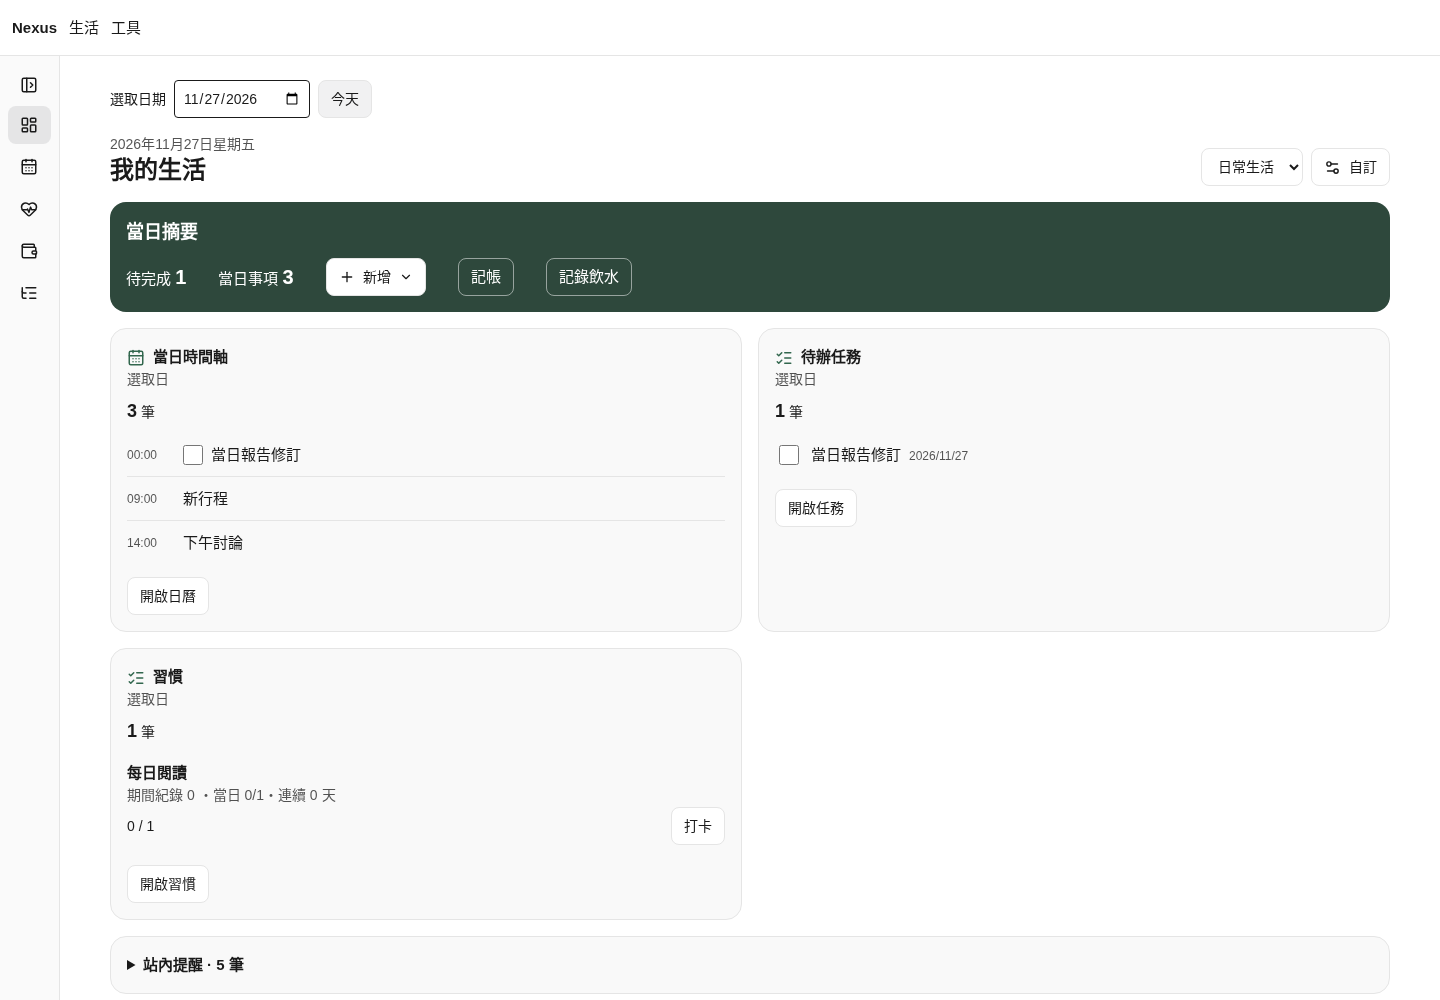 Nexus 生活 工具
選取日期 11/27/2026 今天
2026年11月27日星期五
我的生活
日常生活 自訂
當日摘要
待完成 1 當日事項 3 新增 記帳 記錄飲水
當日時間軸
選取日
3 筆
00:00 當日報告修訂
09:00 新行程
14:00 下午討論
開啟日曆
待辦任務
選取日
1 筆
當日報告修訂 2026/11/27
開啟任務
習慣
選取日
1 筆
每日閱讀
期間紀錄 0 ・當日 0/1・連續 0 天
0 / 1 打卡
開啟習慣
站內提醒 · 5 筆